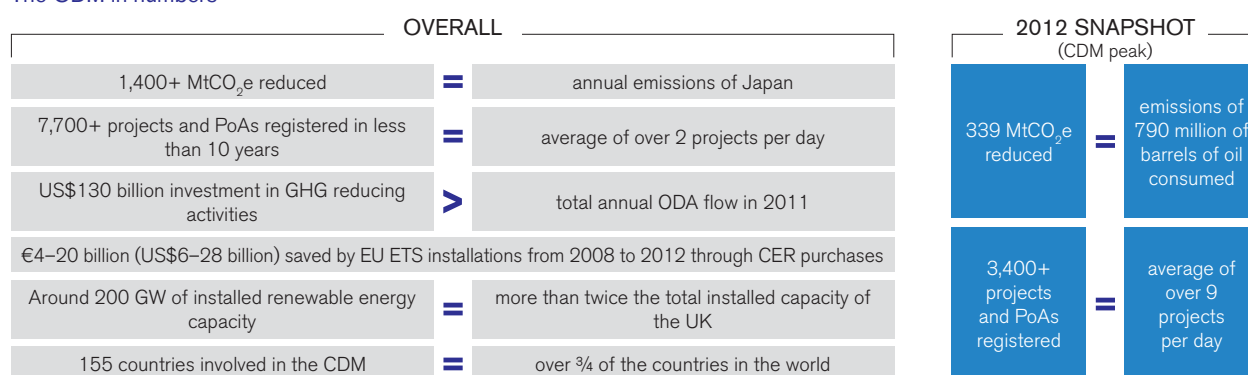 The CDM in numbers
OVERALL
1,400+ MtCO₂e reduced = annual emissions of Japan
7,700+ projects and PoAs registered in less
than 10 years
= average of over 2 projects per day
US$130 billion investment in GHG reducing
activities
> total annual ODA flow in 2011
€4–20 billion (US$6–28 billion) saved by EU ETS installations from 2008 to 2012 through CER purchases
Around 200 GW of installed renewable energy
capacity
=
more than twice the total installed capacity of
the UK
155 countries involved in the CDM = over ¾ of the countries in the world
2012 SNAPSHOT
(CDM peak)
339 MtCO₂e
reduced
=
emissions of
790 million of
barrels of oil
consumed
3,400+
projects
and PoAs
registered
=
average of
over 9
projects
per day